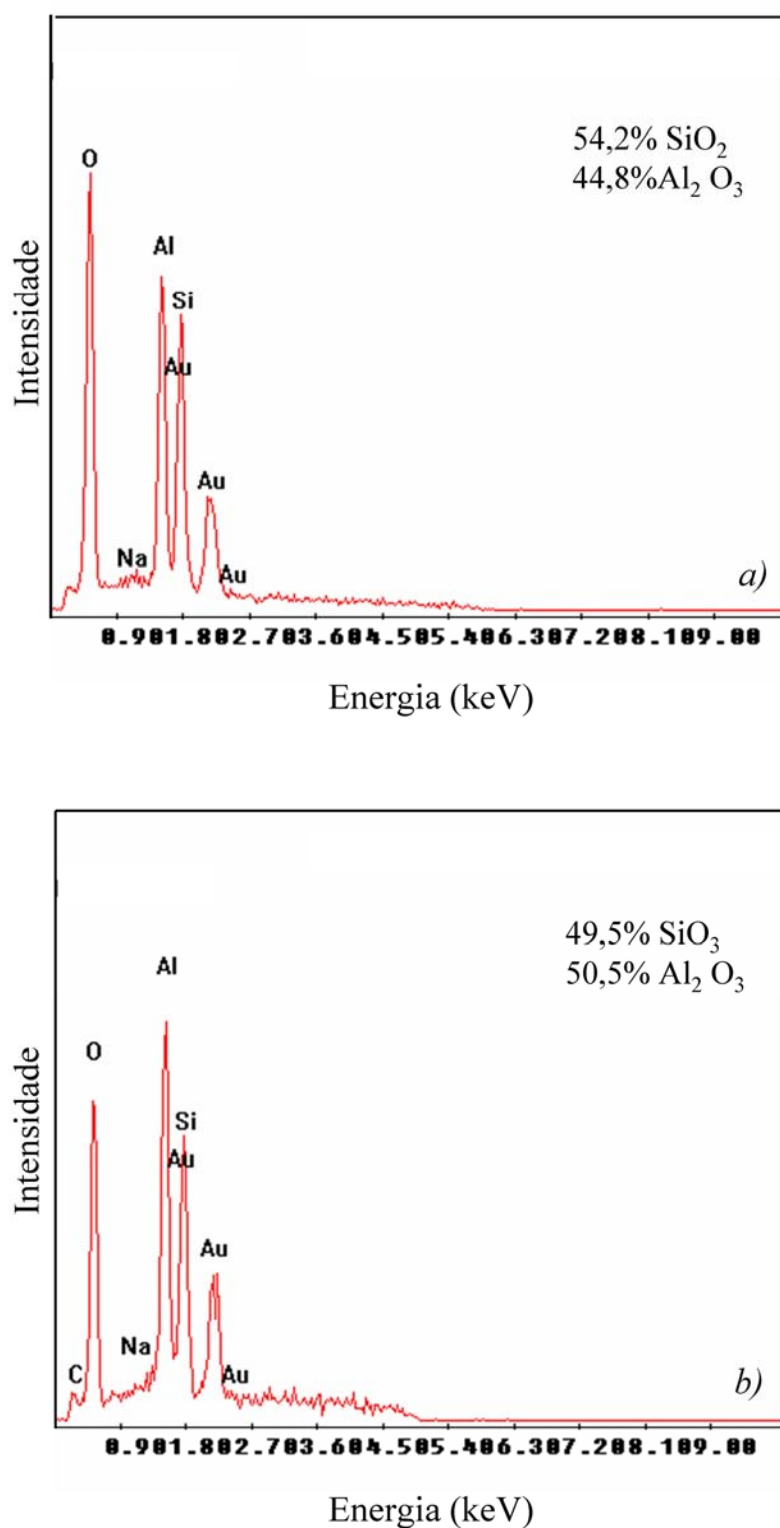 O
54,2% SiO₂
44,8%Al₂ O₃
Al
Si
Au
Au
Na
Au
a)
Intensidade
0.901.802.703.604.505.406.307.208.109.00
Energia (keV)
49,5% SiO₃
50,5% Al₂ O₃
Al
O
Si
Au
Au
Na
C
Au
b)
Intensidade
0.901.802.703.604.505.406.307.208.109.00
Energia (keV)